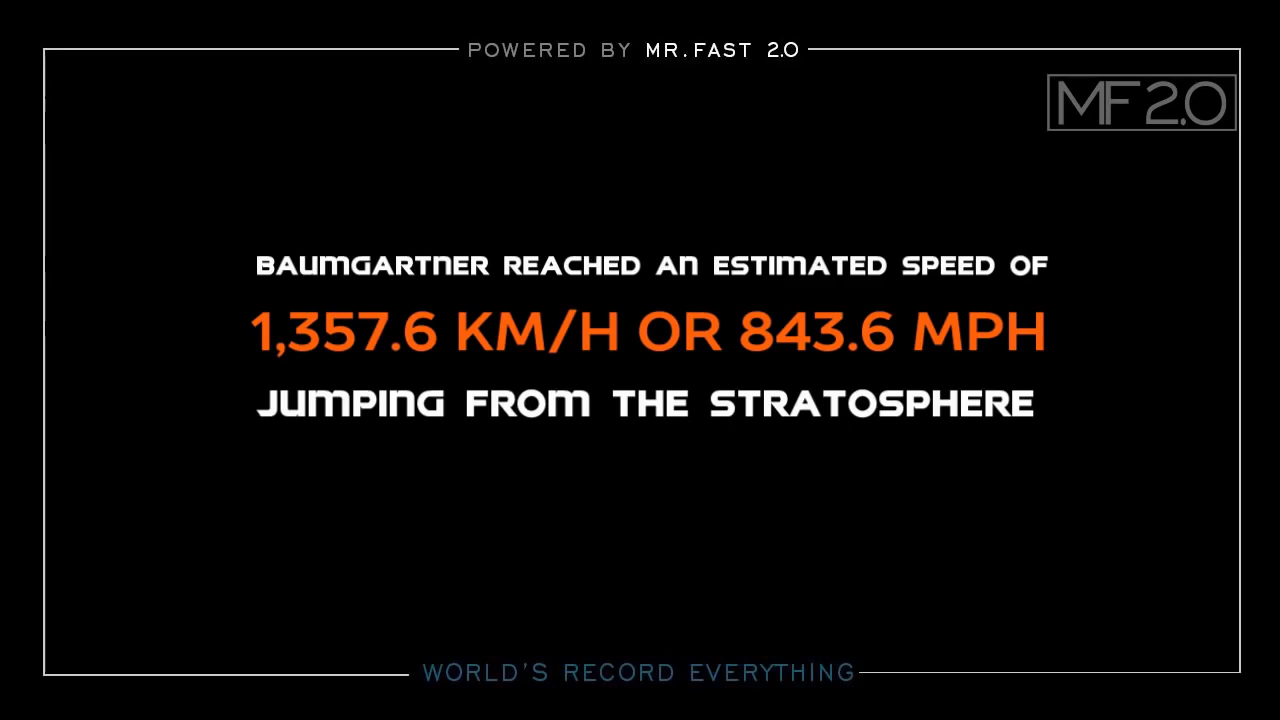 POWERED BY MR.FAST 2.0
MF 2.0
BAUMGARTNER REACHED AN ESTIMATED SPEED OF
1,357.6 KM/H OR 843.6 MPH
JUMPING FROM THE STRATOSPHERE
WORLD'S RECORD EVERYTHING